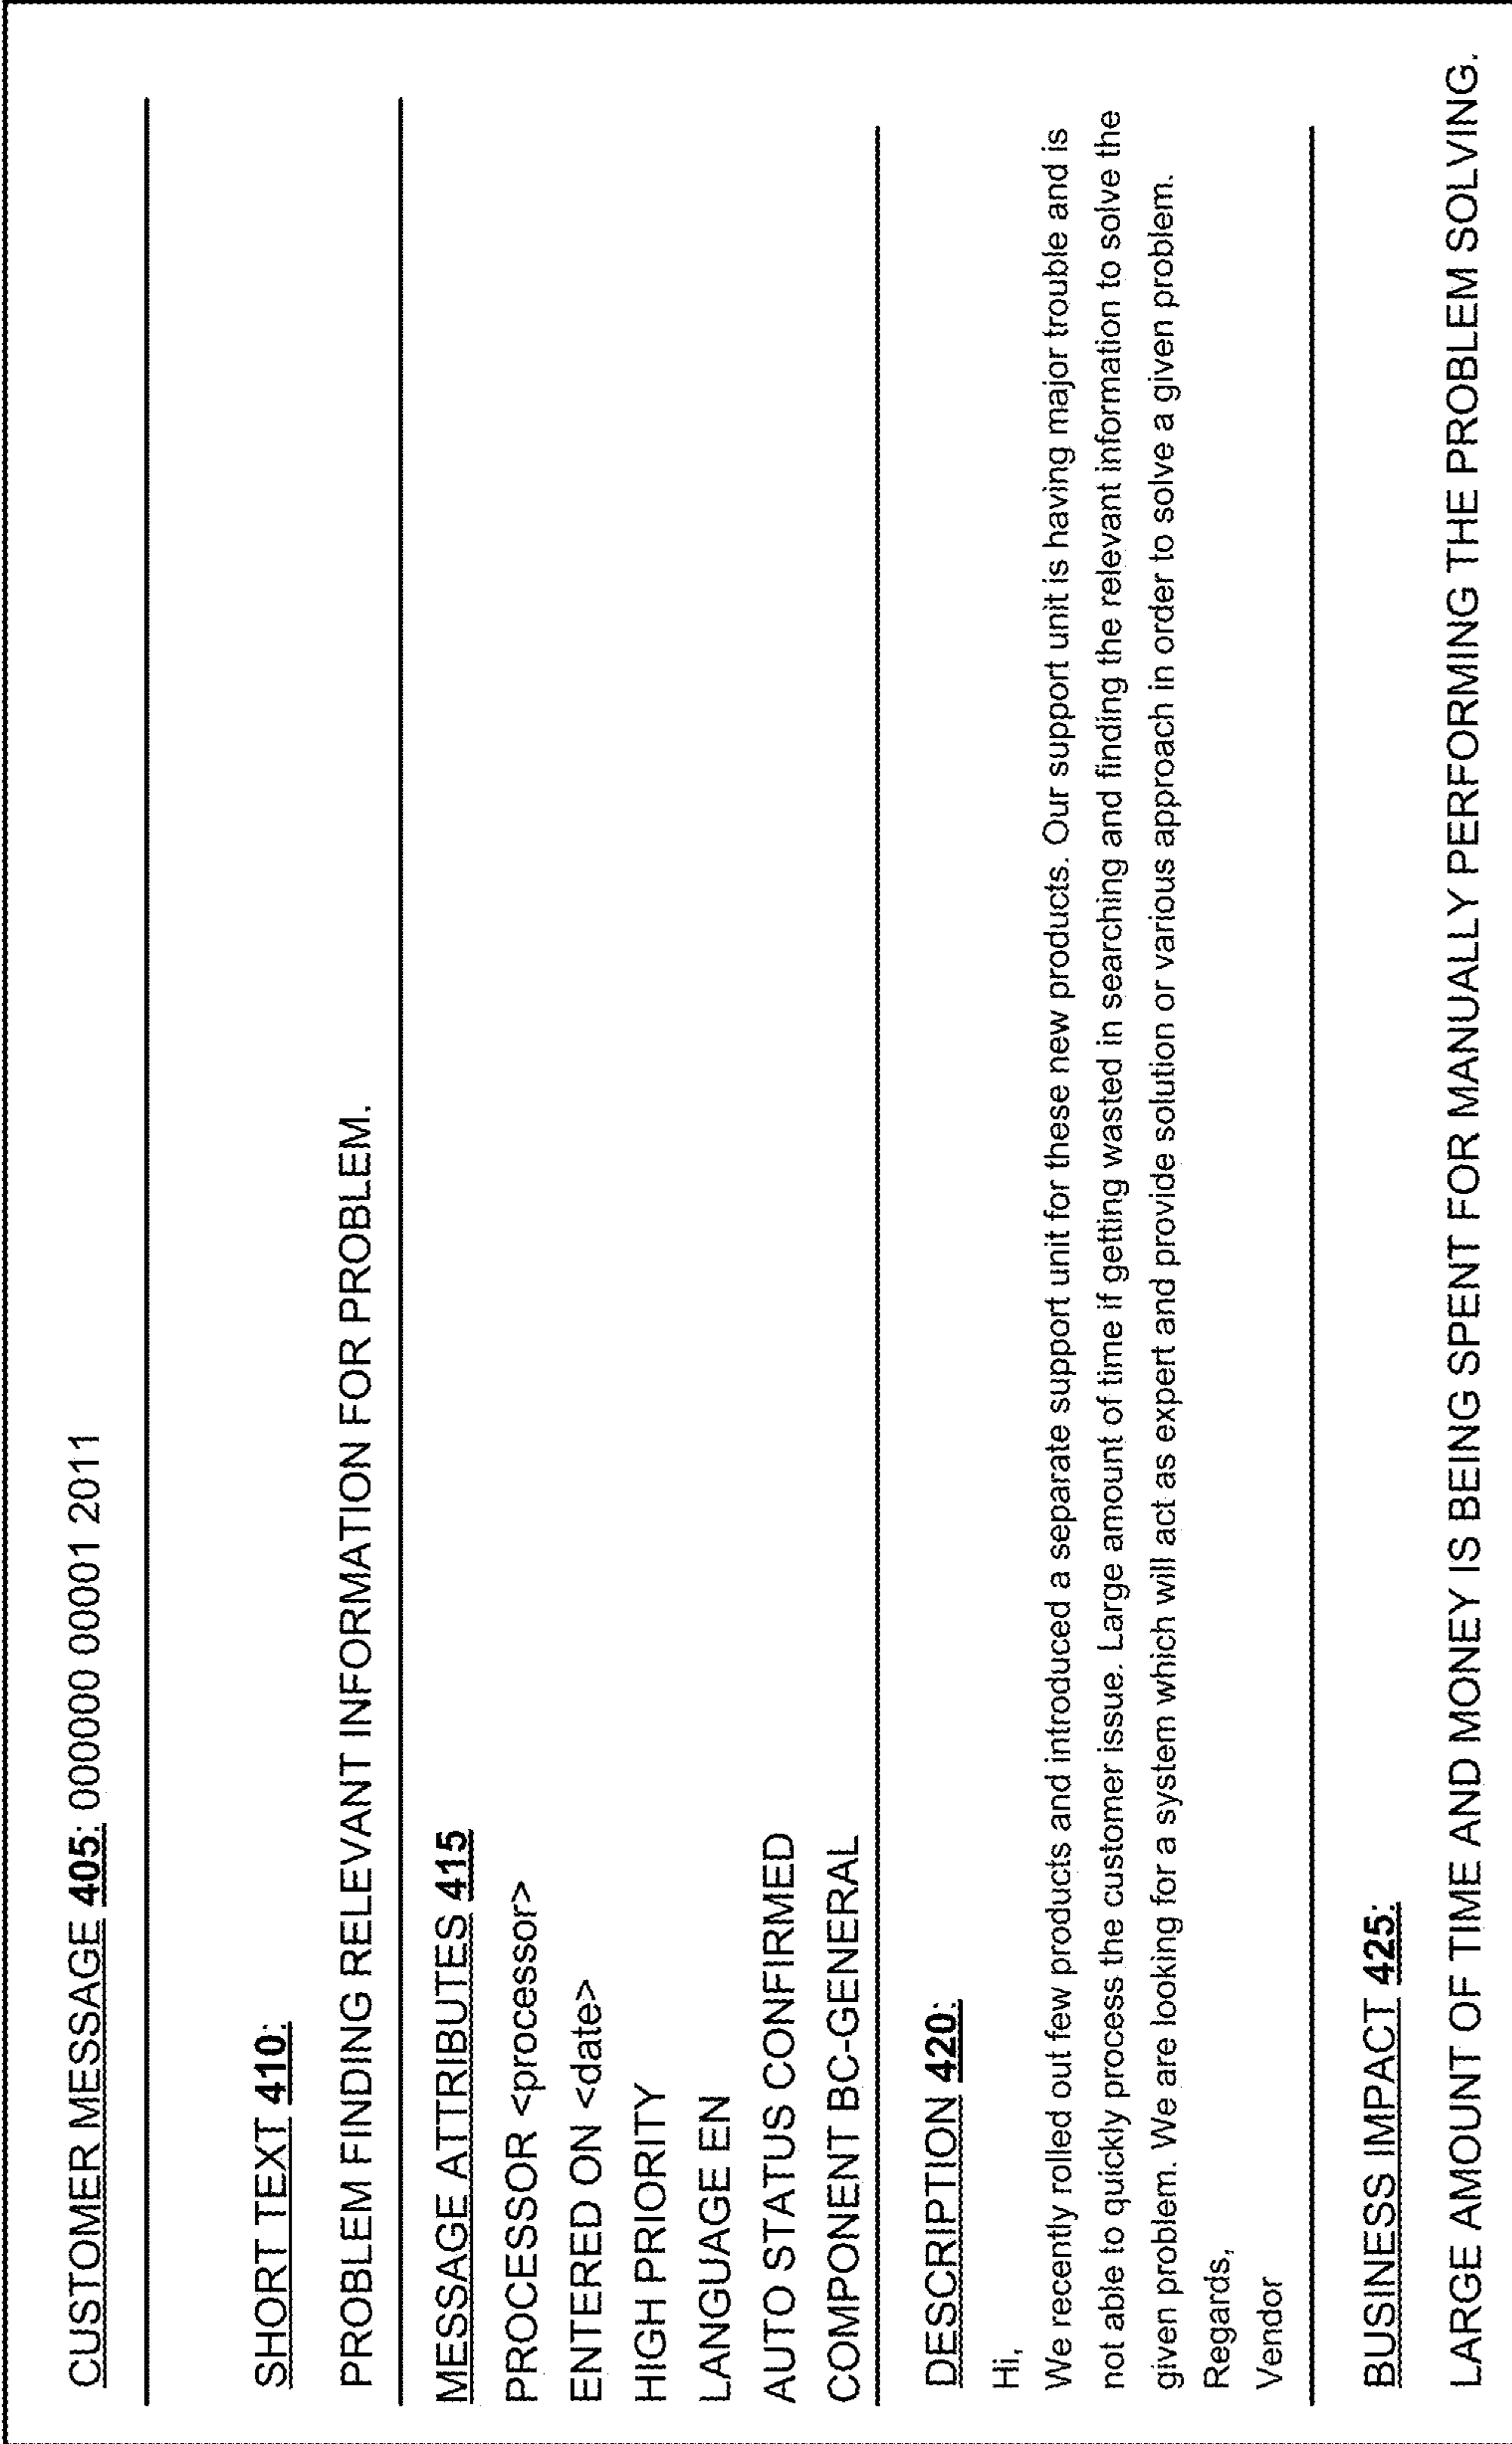 CUSTOMER MESSAGE 405: 000000 00001 2011
SHORT TEXT 410:
PROBLEM FINDING RELEVANT INFORMATION FOR PROBLEM.
MESSAGE ATTRIBUTES 415
PROCESSOR <processor>
ENTERED ON <date>
HIGH PRIORITY
LANGUAGE EN
AUTO STATUS CONFIRMED
COMPONENT BC-GENERAL
DESCRIPTION 420:
Hi,
We recently rolled out few products and introduced a separate support unit for these new products. Our support unit is having major trouble and is
not able to quickly process the customer issue. Large amount of time if getting wasted in searching and finding the relevant information to solve the
given problem. We are looking for a system which will act as expert and provide solution or various approach in order to solve a given problem.
Regards,
Vendor
BUSINESS IMPACT 425:
LARGE AMOUNT OF TIME AND MONEY IS BEING SPENT FOR MANUALLY PERFORMING THE PROBLEM SOLVING.